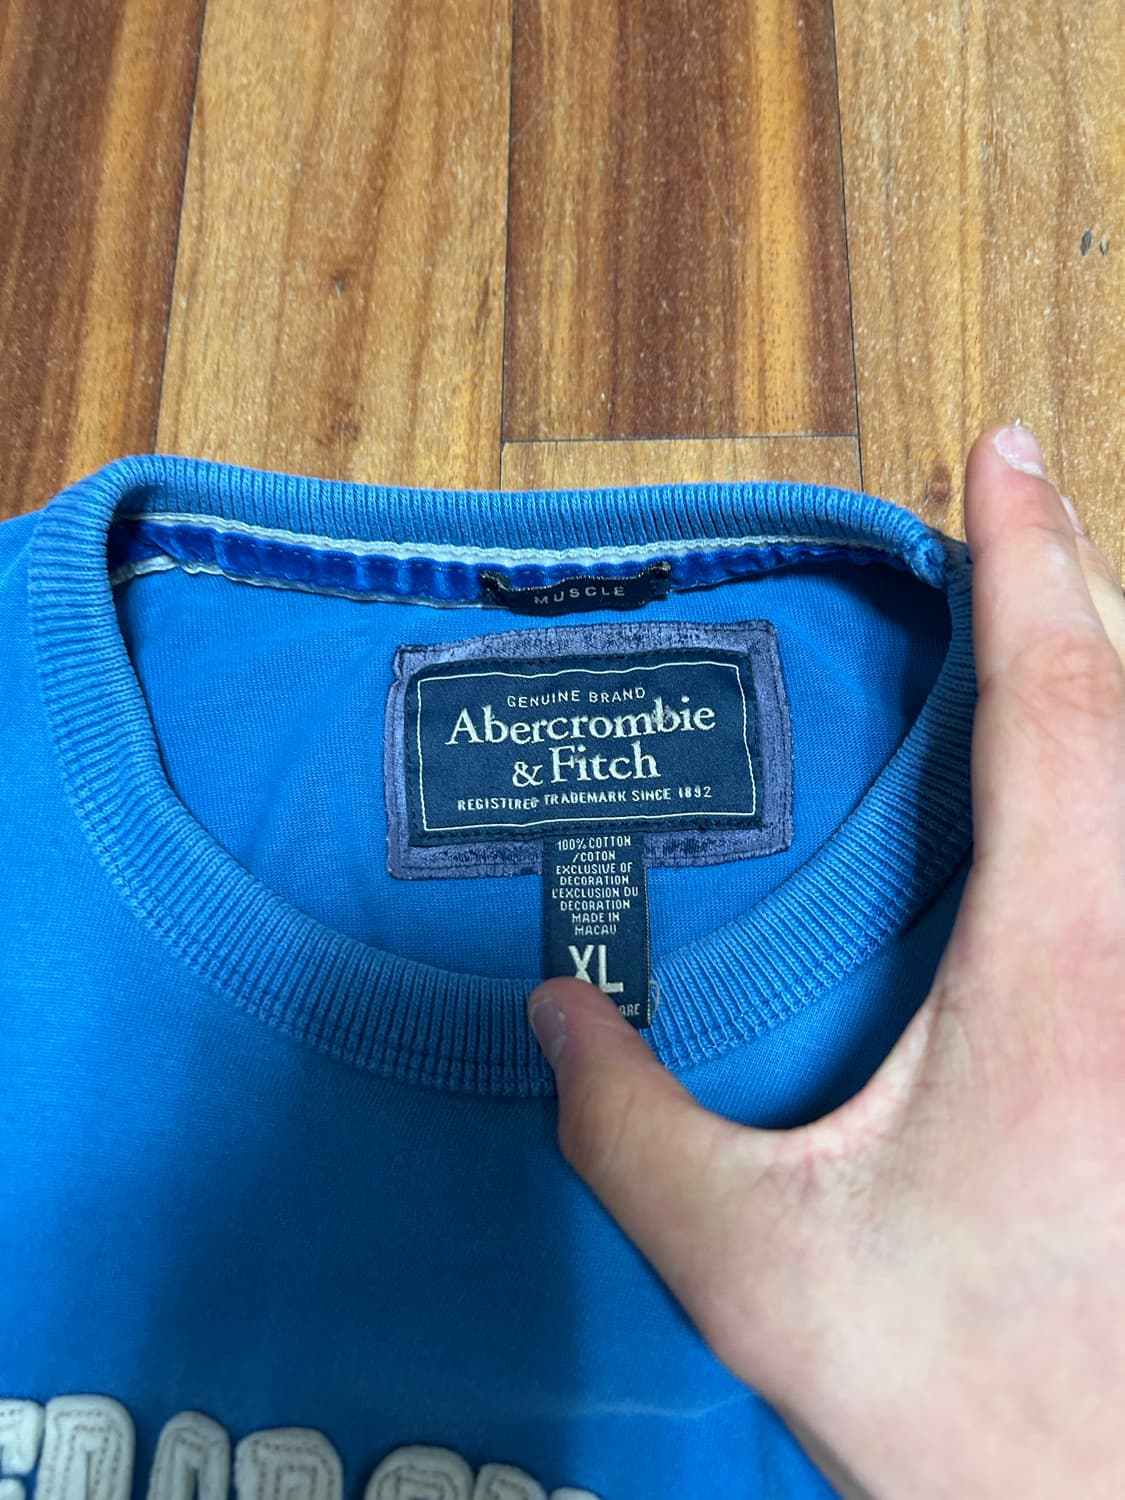 MUSCLE
GENUINE BRAND
Abercrombie
& Fitch
REGISTERED TRADEMARK SINCE 1892
100% COTTON
/COTON
EXCLUSIVE OF
DECORATION
L'EXCLUSION DU
DECORATION
MADE IN
MACAU
XL